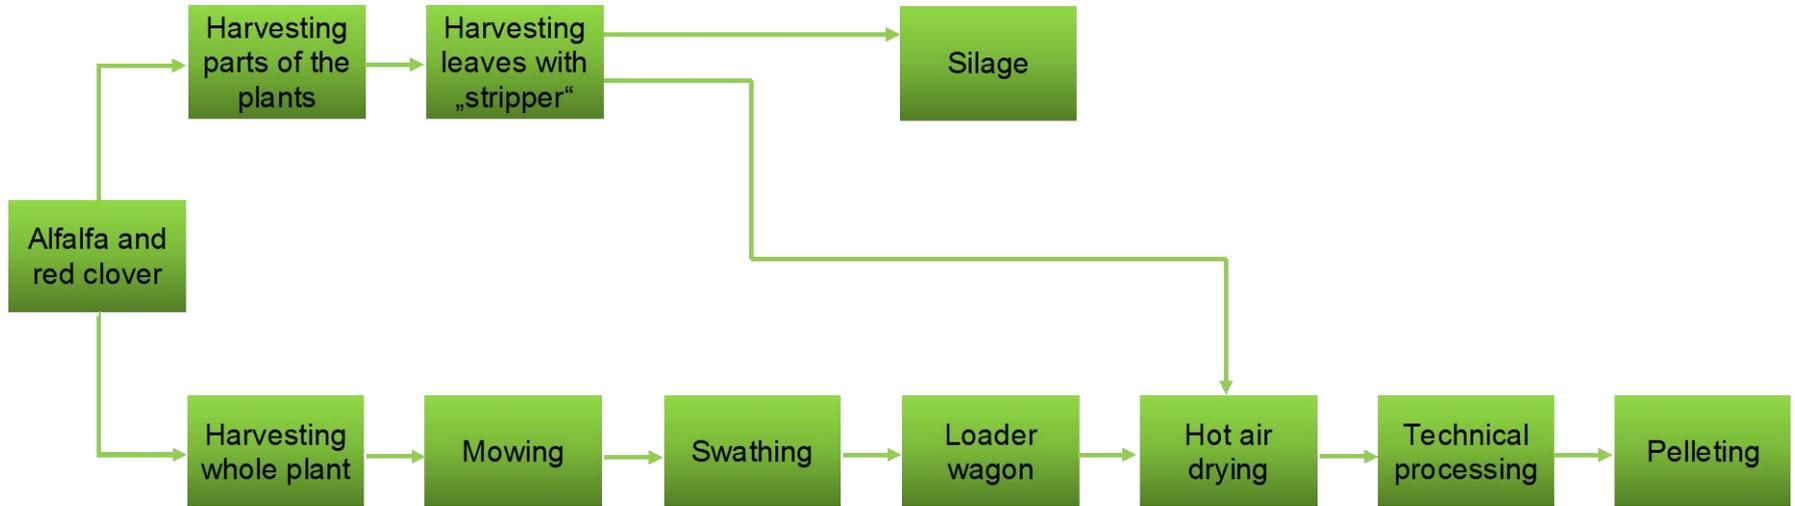 Harvesting
parts of the
plants
Harvesting
leaves with
„stripper“
Silage
Alfalfa and
red clover
Harvesting
whole plant
Mowing
Swathing
Loader
wagon
Hot air
drying
Technical
processing
Pelleting